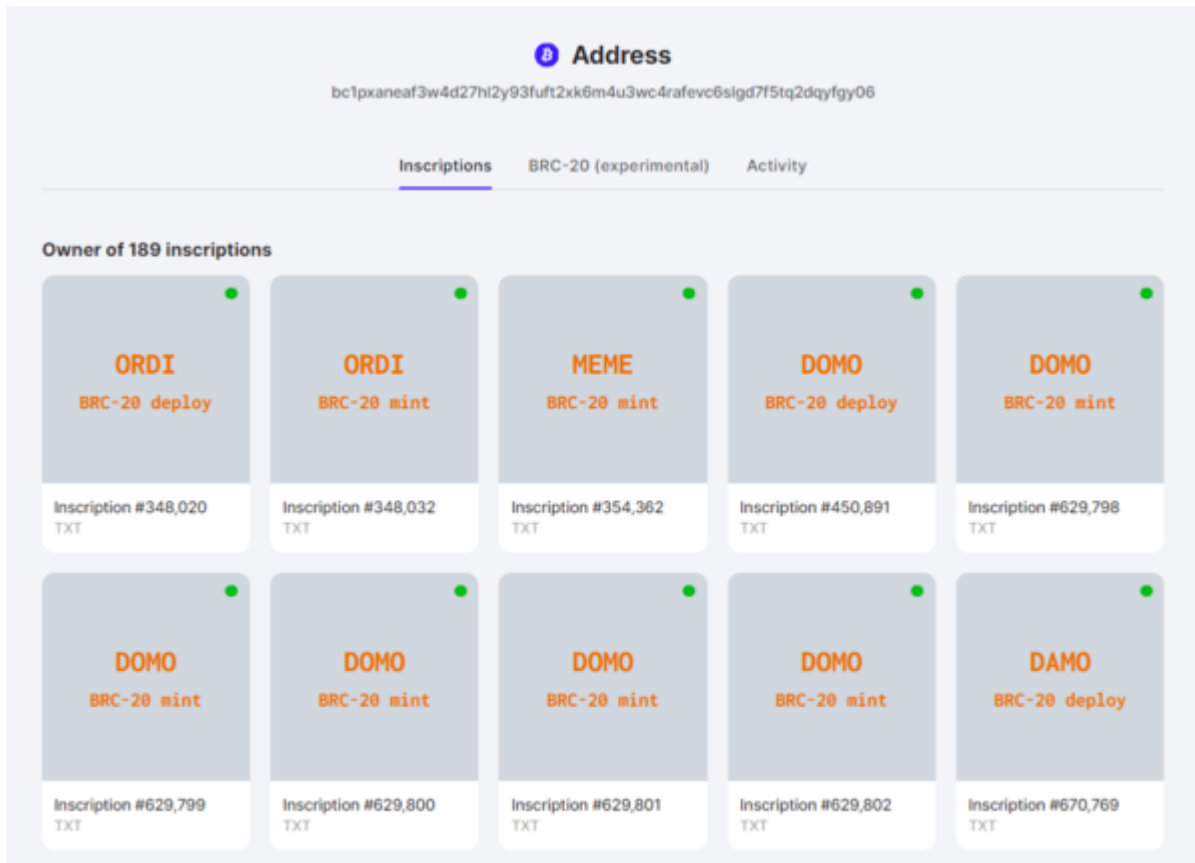 Address
bc1pxaneaf3w4d27hl2y93fuft2xk6m4u3wc4rafevc6slgd7f5tq2dqyfgy06
Inscriptions BRC-20 (experimental) Activity
Owner of 189 inscriptions
ORDI ORDI MEME DOMO DOMO
BRC-20 deploy BRC-20 mint BRC-20 mint BRC-20 deploy BRC-20 mint
Inscription #348,020 Inscription #348,032 Inscription #354,362 Inscription #450,891 Inscription #629,798
TXT TXT TXT TXT TXT
DOMO DOMO DOMO DOMO DAMO
BRC-20 mint BRC-20 mint BRC-20 mint BRC-20 mint BRC-20 deploy
Inscription #629,799 Inscription #629,800 Inscription #629,801 Inscription #629,802 Inscription #670,769
TXT TXT TXT TXT TXT